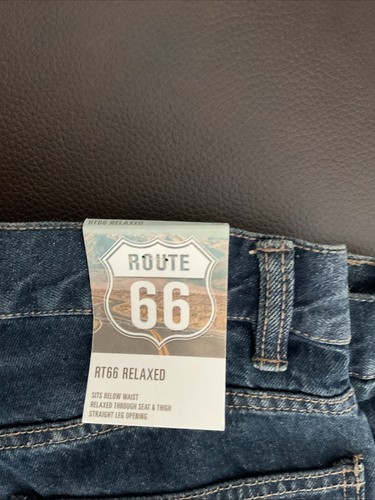 RT66 RELAXED
ROUTE
66
RT66 RELAXED
SITS BELOW WAIST
RELAXED THROUGH SEAT & THIGH
STRAIGHT LEG OPENING